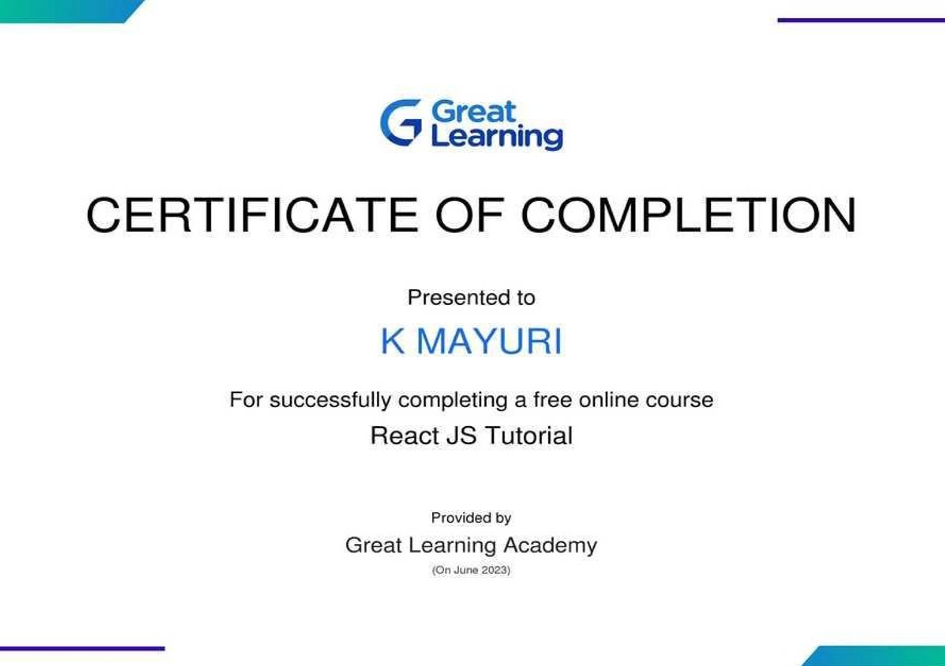 Great
Learning
CERTIFICATE OF COMPLETION
Presented to
K MAYURI
For successfully completing a free online course
React JS Tutorial
Provided by
Great Learning Academy
(On June 2023)